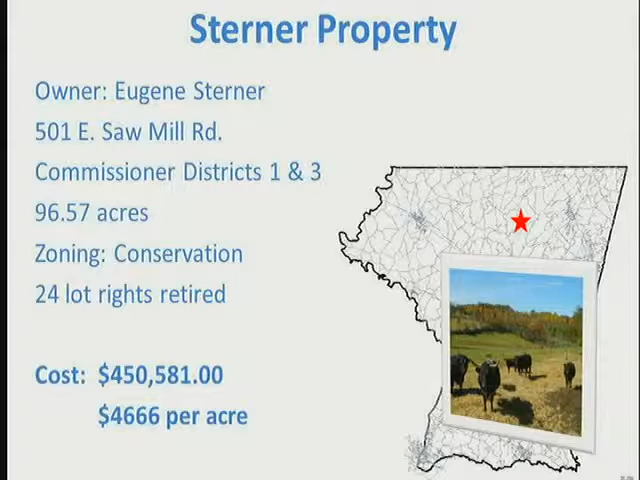 Sterner Property
Owner: Eugene Sterner
501 E. Saw Mill Rd.
Commissioner Districts 1 & 3
96.57 acres
Zoning: Conservation
24 lot rights retired
Cost: $450,581.00
$4666 per acre